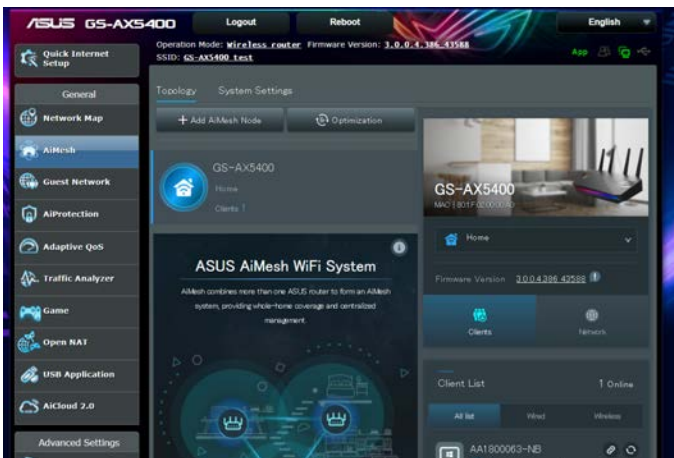 ASUS GS-AX5400
Logout
Reboot
English
Operation Mode: Wireless router Firmware Version: 3.0.0.4.386_43588
SSID: GS-AX5400_test
App
Quick Internet
Setup
General
Network Map
AiMesh
Guest Network
AiProtection
Adaptive QoS
Traffic Analyzer
Game
Open NAT
USB Application
AiCloud 2.0
Advanced Settings
Topology
System Settings
+ Add AiMesh Node
Optimization
GS-AX5400
Home
Clients 1
ASUS AiMesh WiFi System
AiMesh combines more than one ASUS router to form an AiMesh
system, providing whole-home coverage and centralized
management.
GS-AX5400
Home
Firmware Version 3.0.0.4.386_43588
Clients
Network
Client List
1 Online
All list
Wired
Wireless
AA1800063-NB